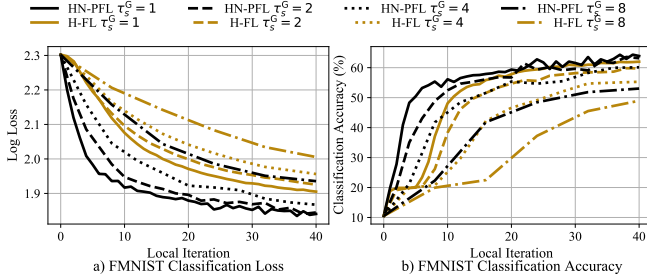 HN-PFL τ_s^G = 1 HN-PFL τ_s^G = 2 HN-PFL τ_s^G = 4 HN-PFL τ_s^G = 8
H-FL τ_s^G = 1 H-FL τ_s^G = 2 H-FL τ_s^G = 4 H-FL τ_s^G = 8
Log Loss
2.3
2.2
2.1
2.0
1.9
0 10 20 30 40
Local Iteration
a) FMNIST Classification Loss
Classification Accuracy (%)
60
50
40
30
20
10
0 10 20 30 40
Local Iteration
b) FMNIST Classification Accuracy